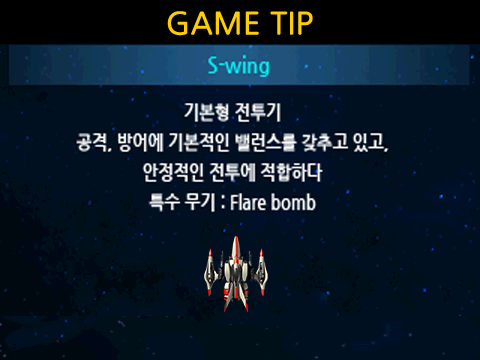 GAME TIP
S-wing
기본형 전투기
공격, 방어에 기본적인 밸런스를 갖추고 있고,
안정적인 전투에 적합하다
특수 무기 : Flare bomb